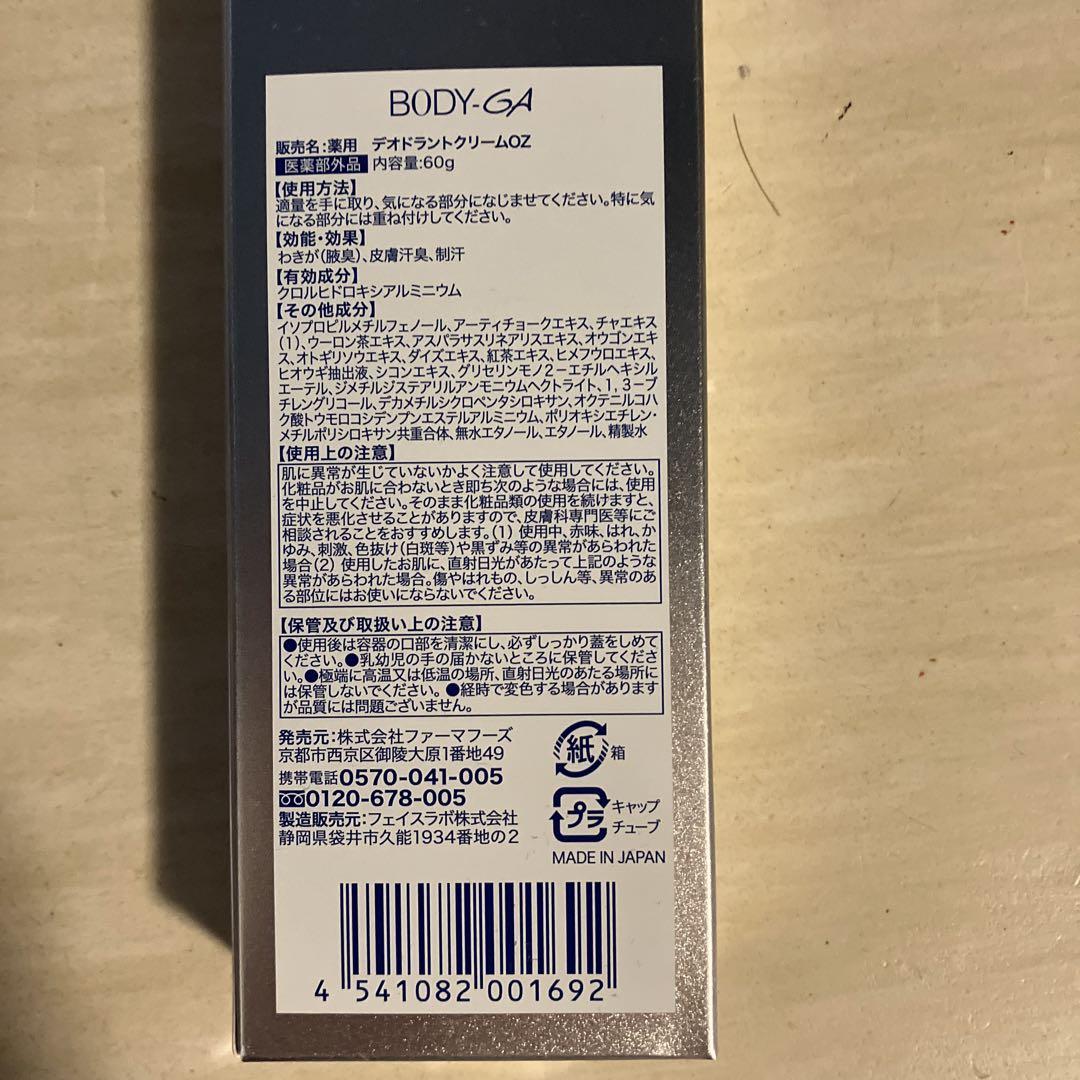 BODY-GA
販売名:薬用 デオドラントクリームOZ
医薬部外品 内容量:60g
【使用方法】
適量を手に取り、気になる部分になじませてください。特に気
になる部分には重ね付けしてください。
【効能・効果】
わきが(腋臭)、皮膚汗臭、制汗
【有効成分】
クロルヒドロキシアルミニウム
【その他成分】
イソプロピルメチルフェノール、アーティチョークエキス、チャエキス
(1)、ウーロン茶エキス、アスパラサスリネアリスエキス、オウゴンエキ
ス、オトギリソウエキス、ダイズエキス、紅茶エキス、ヒメフウロエキス、
ヒオウギ抽出液、シコンエキス、グリセリンモノ2-エチルヘキシル
エーテル、ジメチルジステアリルアンモニウムヘクトライト、1,3-ブ
チレングリコール、デカメチルシクロペンタシロキサン、オクテニルコハ
ク酸トウモロコシデンプンエステルアルミニウム、ポリオキシエチレン・
メチルポリシロキサン共重合体、無水エタノール、エタノール、精製水
【使用上の注意】
肌に異常が生じていないかよく注意して使用してください。
化粧品がお肌に合わないとき即ち次のような場合には、使用
を中止してください。そのまま化粧品類の使用を続けますと、
症状を悪化させることがありますので、皮膚科専門医等にご
相談されることをおすすめします。(1) 使用中、赤味、はれ、か
ゆみ、刺激、色抜け(白斑等)や黒ずみ等の異常があらわれた
場合(2) 使用したお肌に、直射日光があたって上記のような
異常があらわれた場合。傷やはれもの、しっしん等、異常のあ
る部位にはお使いにならないでください。
【保管及び取扱い上の注意】
●使用後は容器の口部を清潔にし、必ずしっかり蓋をしめて
ください。●乳幼児の手の届かないところに保管してくださ
い。●極端に高温又は低温の場所、直射日光のあたる場所に
は保管しないでください。●経時で変色する場合があります
が品質には問題ございません。
発売元:株式会社ファーマフーズ
京都市西京区御陵大原1番地49
携帯電話0570-041-005
0120-678-005
製造販売元:フェイスラボ株式会社
静岡県袋井市久能1934番地の2
紙 箱
プラ キャップ
チューブ
MADE IN JAPAN
4 541082 001692